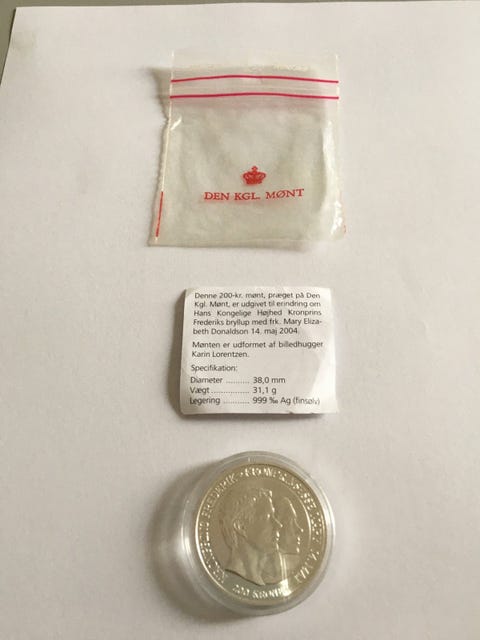 DEN KGL. MØNT
Denne 200-kr. mønt, præget på Den
Kgl. Mønt, er udgivet til erindring om
Hans Kongelige Højhed Kronprins
Frederiks bryllup med frk. Mary Eliza-
beth Donaldson 14. maj 2004.
Mønten er udformet af billedhugger
Karin Lorentzen.
Specifikation:
Diameter .......... 38,0 mm
Vægt ................ 31,1 g
Legering ........... 999 ‰ Ag (finsølv)
FREDERIK · KRONPRINSESSE
200 KRONER